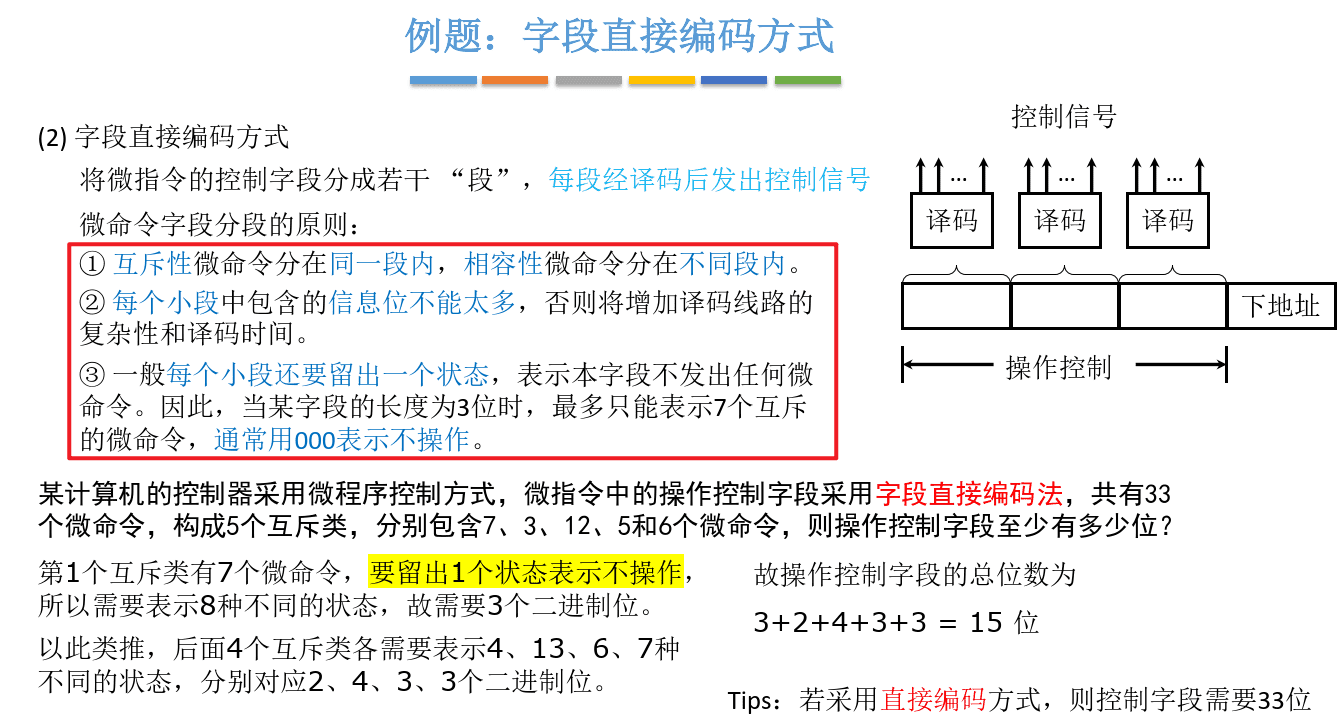 例题：字段直接编码方式
(2) 字段直接编码方式
将微指令的控制字段分成若干 “段”，每段经译码后发出控制信号
微命令字段分段的原则：
① 互斥性微命令分在同一段内，相容性微命令分在不同段内。
② 每个小段中包含的信息位不能太多，否则将增加译码线路的
复杂性和译码时间。
③ 一般每个小段还要留出一个状态，表示本字段不发出任何微
命令。因此，当某字段的长度为3位时，最多只能表示7个互斥
的微命令，通常用000表示不操作。
控制信号
... ... ...
译码 译码 译码
下地址
操作控制
某计算机的控制器采用微程序控制方式，微指令中的操作控制字段采用字段直接编码法，共有33
个微命令，构成5个互斥类，分别包含7、3、12、5和6个微命令，则操作控制字段至少有多少位？
第1个互斥类有7个微命令，要留出1个状态表示不操作，
所以需要表示8种不同的状态，故需要3个二进制位。
以此类推，后面4个互斥类各需要表示4、13、6、7种
不同的状态，分别对应2、4、3、3个二进制位。
故操作控制字段的总位数为
3+2+4+3+3 = 15 位
Tips：若采用直接编码方式，则控制字段需要33位